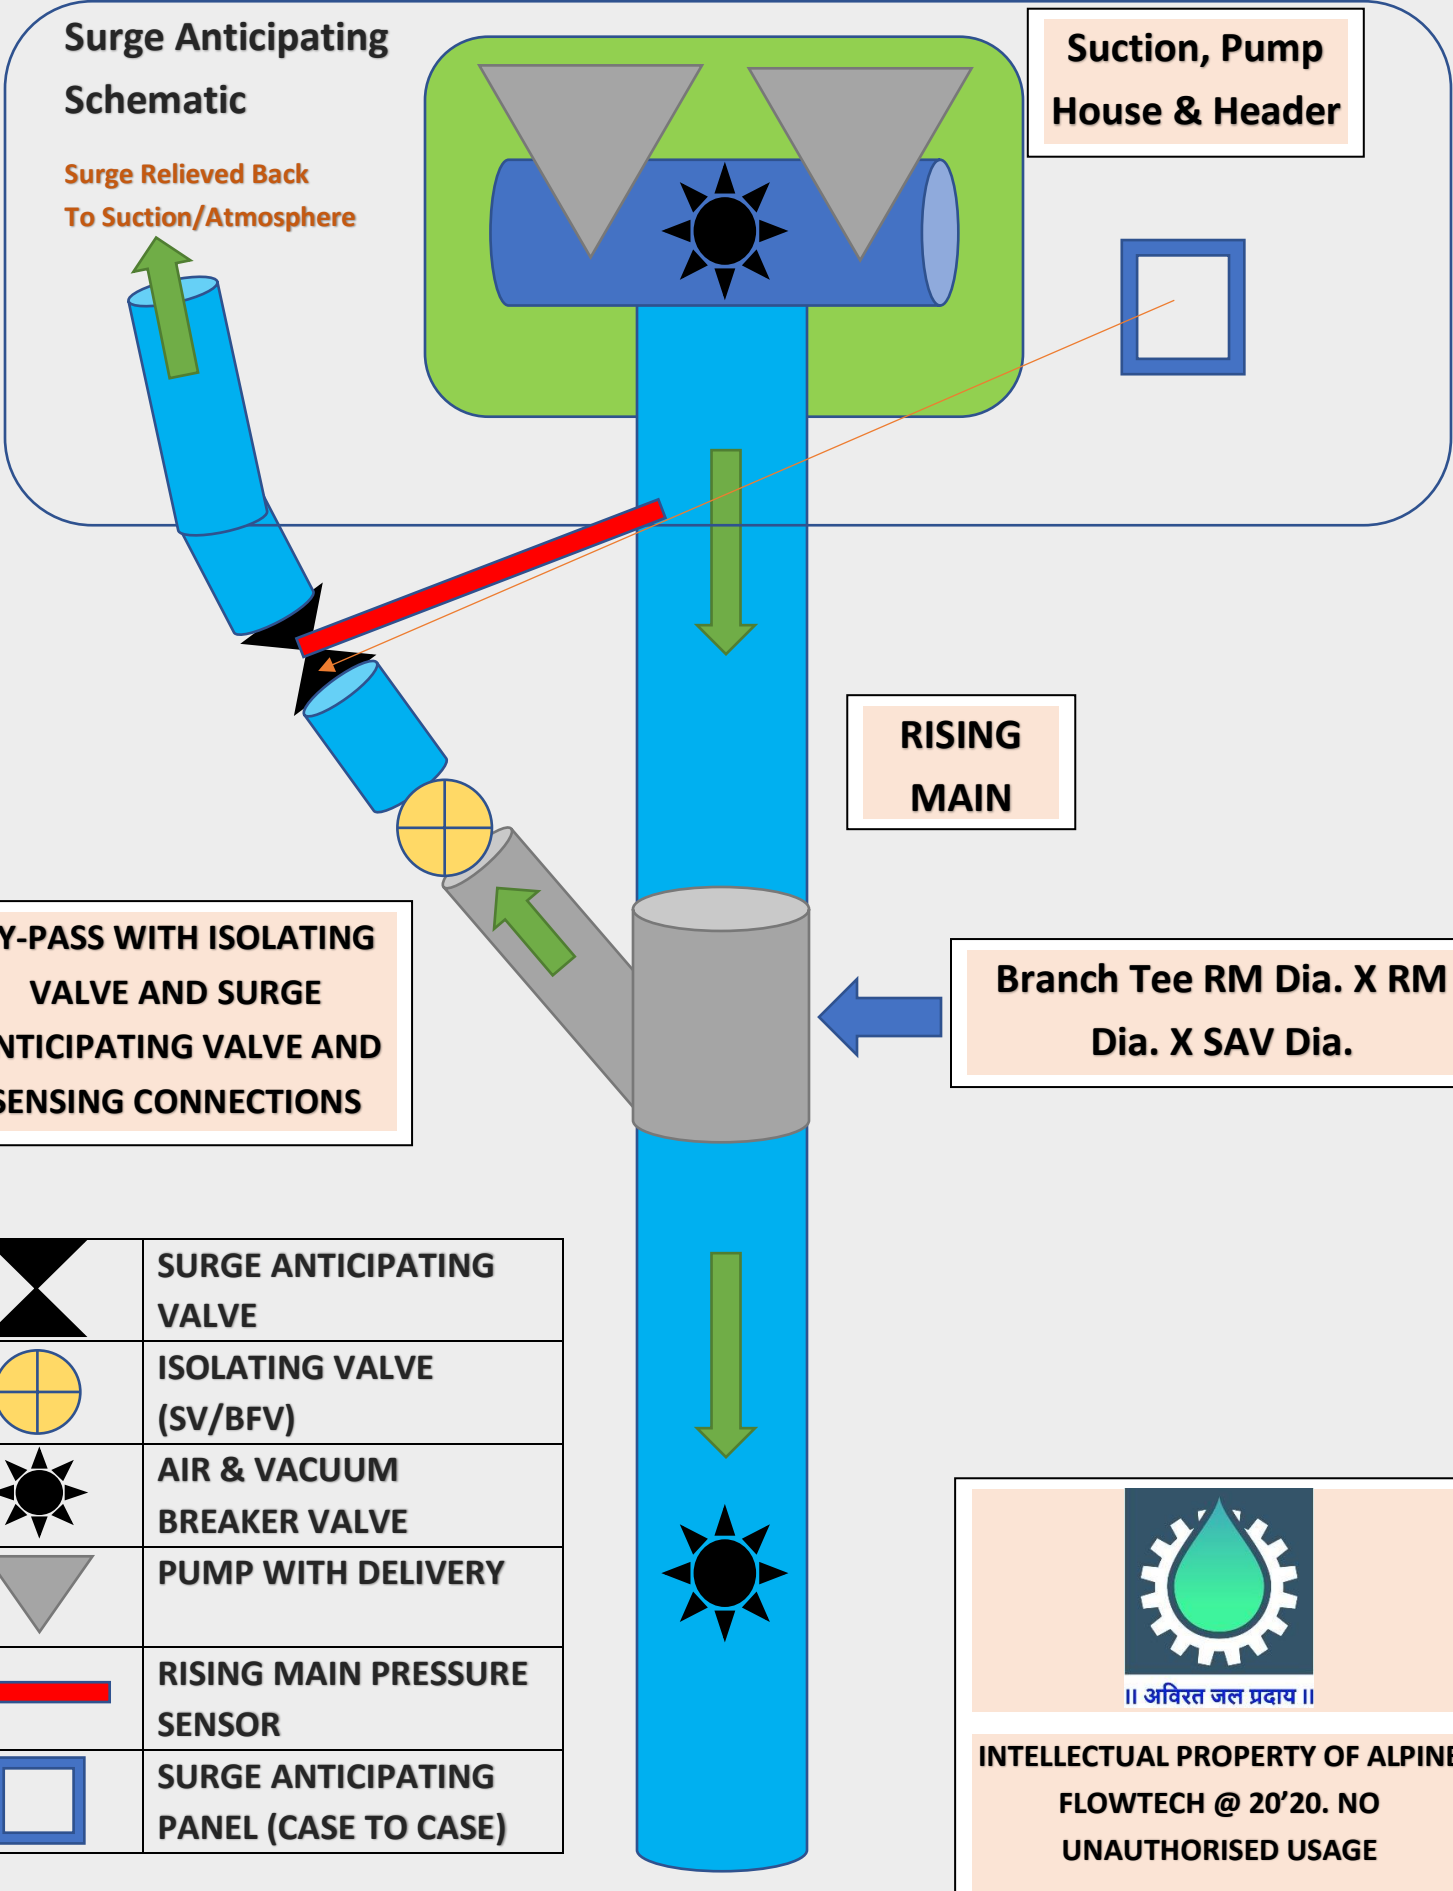 Surge Anticipating
Schematic
Surge Relieved Back
To Suction/Atmosphere
Suction, Pump
House & Header
RISING
MAIN
Y-PASS WITH ISOLATING
VALVE AND SURGE
NTICIPATING VALVE AND
SENSING CONNECTIONS
Branch Tee RM Dia. X RM
Dia. X SAV Dia.
SURGE ANTICIPATING
VALVE
ISOLATING VALVE
(SV/BFV)
AIR & VACUUM
BREAKER VALVE
PUMP WITH DELIVERY
RISING MAIN PRESSURE
SENSOR
SURGE ANTICIPATING
PANEL (CASE TO CASE)
॥ अविरत जल प्रदाय ॥
INTELLECTUAL PROPERTY OF ALPINE
FLOWTECH @ 20’20. NO
UNAUTHORISED USAGE